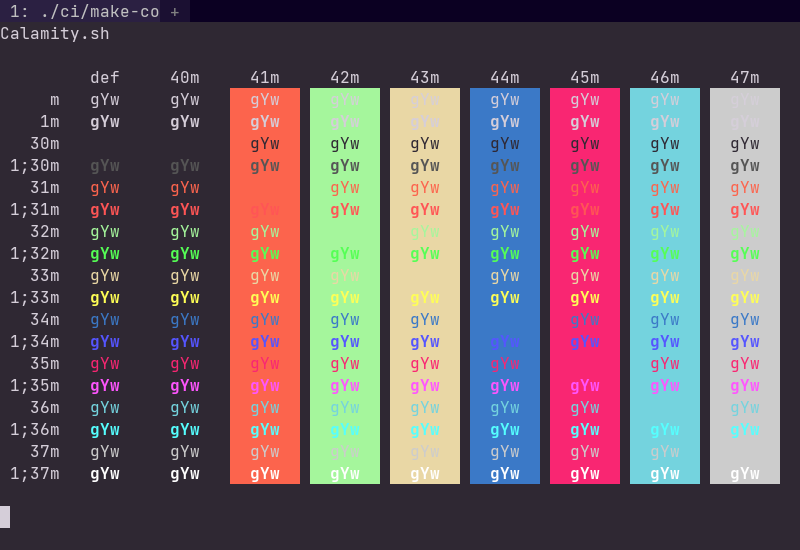 1: ./ci/make-co +
Calamity.sh
def 40m 41m 42m 43m 44m 45m 46m 47m
m gYw gYw gYw gYw gYw gYw gYw gYw gYw
1m gYw gYw gYw gYw gYw gYw gYw gYw gYw
30m gYw gYw gYw gYw gYw gYw gYw
1;30m gYw gYw gYw gYw gYw gYw gYw gYw gYw
31m gYw gYw gYw gYw gYw gYw gYw gYw
1;31m gYw gYw gYw gYw gYw gYw gYw gYw gYw
32m gYw gYw gYw gYw gYw gYw gYw gYw
1;32m gYw gYw gYw gYw gYw gYw gYw gYw gYw
33m gYw gYw gYw gYw gYw gYw gYw gYw
1;33m gYw gYw gYw gYw gYw gYw gYw gYw gYw
34m gYw gYw gYw gYw gYw gYw gYw gYw
1;34m gYw gYw gYw gYw gYw gYw gYw gYw gYw
35m gYw gYw gYw gYw gYw gYw gYw gYw
1;35m gYw gYw gYw gYw gYw gYw gYw gYw gYw
36m gYw gYw gYw gYw gYw gYw gYw gYw
1;36m gYw gYw gYw gYw gYw gYw gYw gYw gYw
37m gYw gYw gYw gYw gYw gYw gYw gYw
1;37m gYw gYw gYw gYw gYw gYw gYw gYw gYw